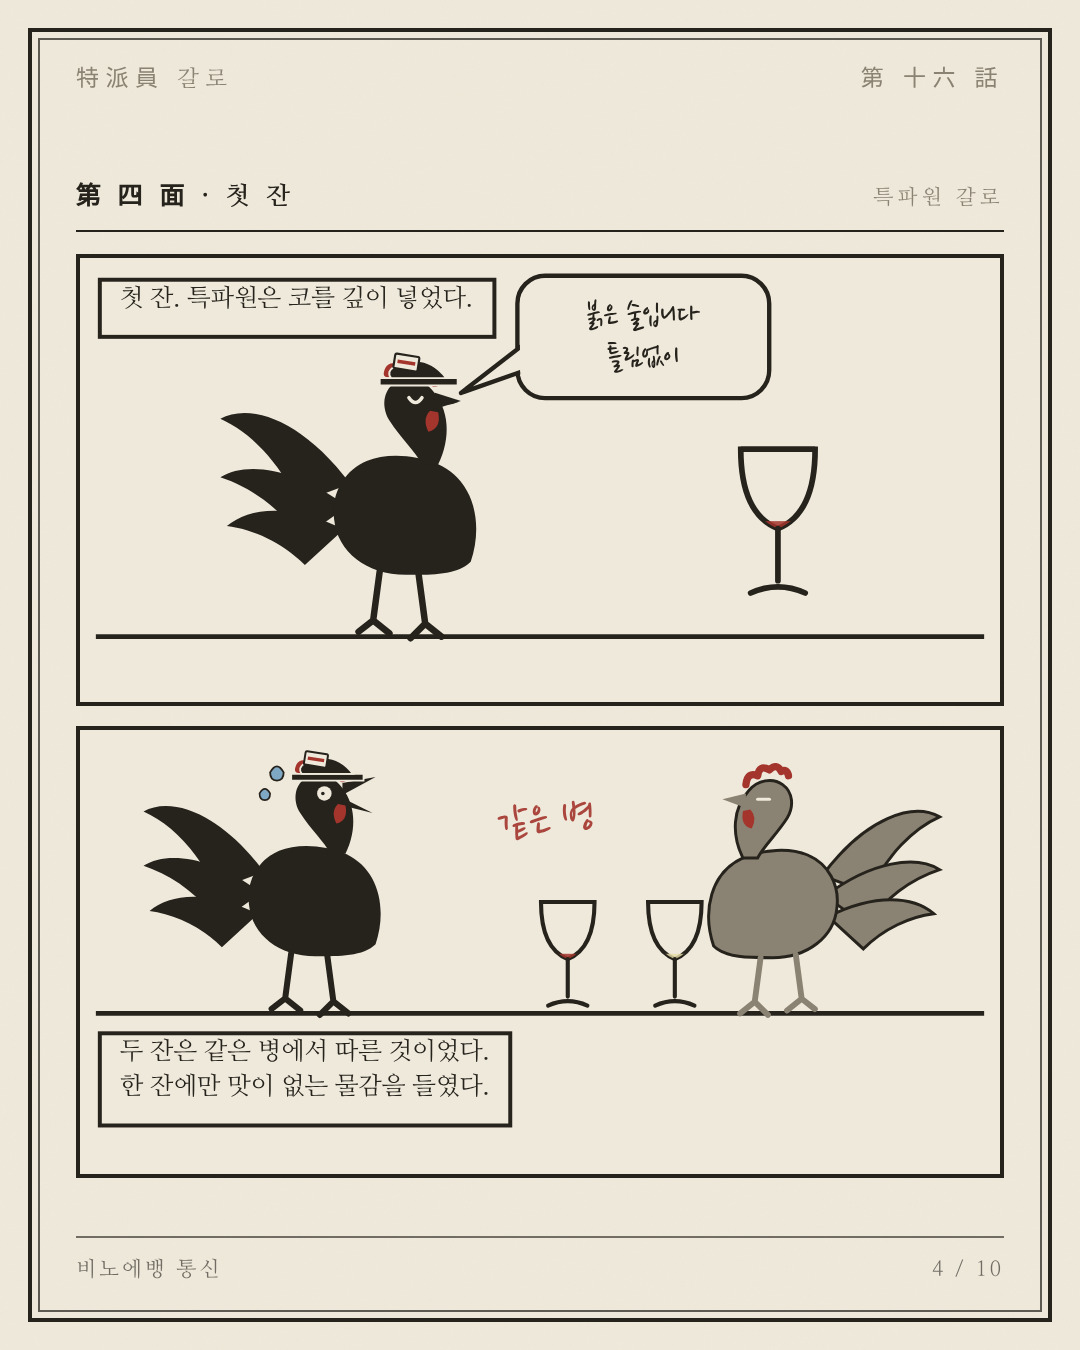 特派員 갈로
第 十六 話
第 四 面 · 첫 잔
특파원 갈로
첫 잔. 특파원은 코를 깊이 넣었다.
붉은 술입니다
틀림없이
같은 병
두 잔은 같은 병에서 따른 것이었다.
한 잔에만 맛이 없는 물감을 들였다.
비노에뱅 통신
4 / 10